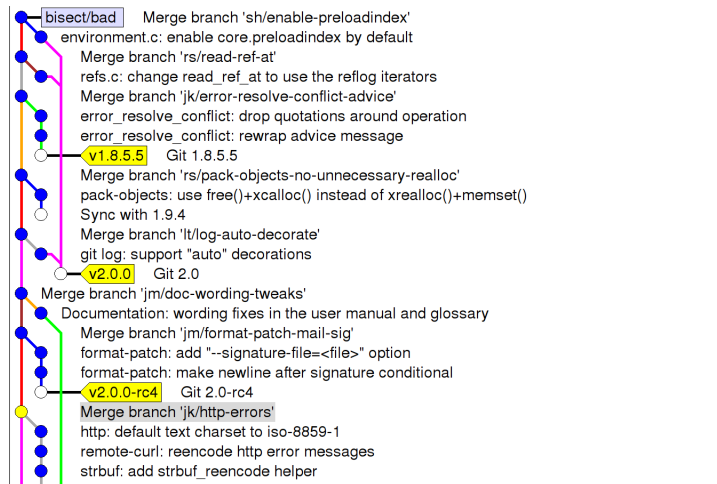 bisect/bad Merge branch 'sh/enable-preloadindex'
environment.c: enable core.preloadindex by default
Merge branch 'rs/read-ref-at'
refs.c: change read_ref_at to use the reflog iterators
Merge branch 'jk/error-resolve-conflict-advice'
error_resolve_conflict: drop quotations around operation
error_resolve_conflict: rewrap advice message
v1.8.5.5 Git 1.8.5.5
Merge branch 'rs/pack-objects-no-unnecessary-realloc'
pack-objects: use free()+xcalloc() instead of xrealloc()+memset()
Sync with 1.9.4
Merge branch 'lt/log-auto-decorate'
git log: support "auto" decorations
v2.0.0 Git 2.0
Merge branch 'jm/doc-wording-tweaks'
Documentation: wording fixes in the user manual and glossary
Merge branch 'jm/format-patch-mail-sig'
format-patch: add "--signature-file=<file>" option
format-patch: make newline after signature conditional
v2.0.0-rc4 Git 2.0-rc4
Merge branch 'jk/http-errors'
http: default text charset to iso-8859-1
remote-curl: reencode http error messages
strbuf: add strbuf_reencode helper